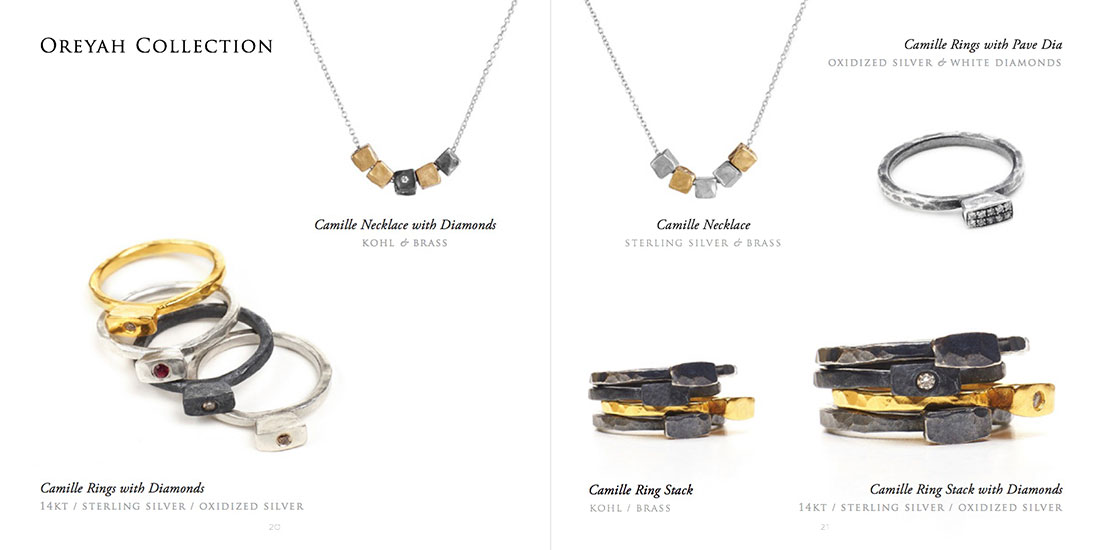 OREYAH COLLECTION
Camille Necklace with Diamonds
KOHL & BRASS
Camille Rings with Diamonds
14KT / STERLING SILVER / OXIDIZED SILVER
20
Camille Rings with Pave Dia
OXIDIZED SILVER & WHITE DIAMONDS
Camille Necklace
STERLING SILVER & BRASS
Camille Ring Stack
KOHL / BRASS
Camille Ring Stack with Diamonds
14KT / STERLING SILVER / OXIDIZED SILVER
21